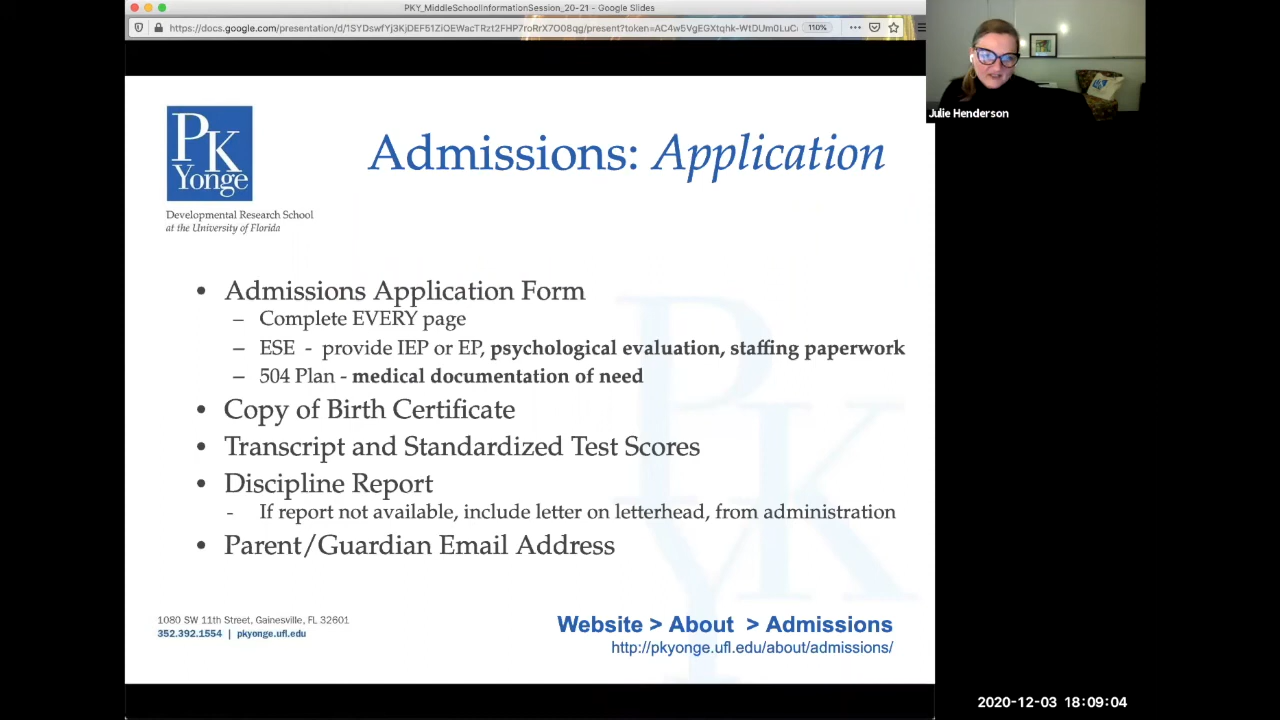 PKY_MiddleSchoolInformationSession_20-21 - Google Slides
110%
Julie Henderson
PK
Yonge
Developmental Research School
at the University of Florida
Admissions: Application
• Admissions Application Form
– Complete EVERY page
– ESE - provide IEP or EP, psychological evaluation, staffing paperwork
– 504 Plan - medical documentation of need
• Copy of Birth Certificate
• Transcript and Standardized Test Scores
• Discipline Report
- If report not available, include letter on letterhead, from administration
• Parent/Guardian Email Address
1080 SW 11th Street, Gainesville, FL 32601
352.392.1554 | pkyonge.ufl.edu
Website > About > Admissions
http://pkyonge.ufl.edu/about/admissions/
2020-12-03 18:09:04